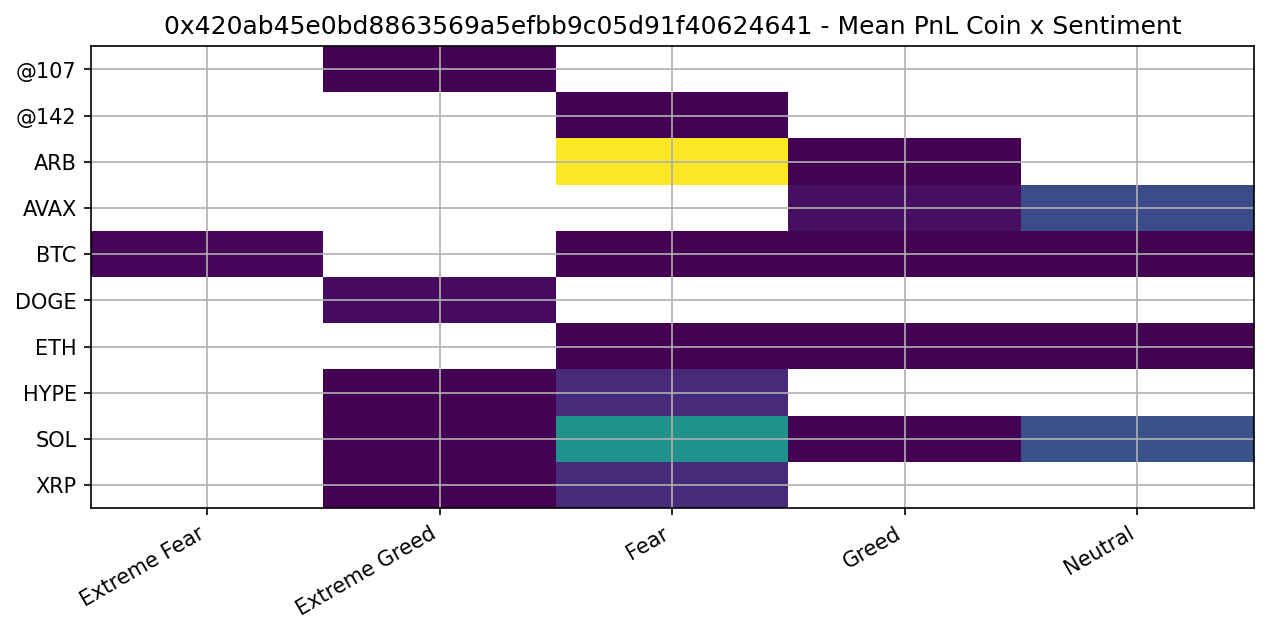 0x420ab45e0bd8863569a5efbb9c05d91f40624641 - Mean PnL Coin x Sentiment
@107
@142
ARB
AVAX
BTC
DOGE
ETH
HYPE
SOL
XRP
Extreme Fear
Extreme Greed
Fear
Greed
Neutral